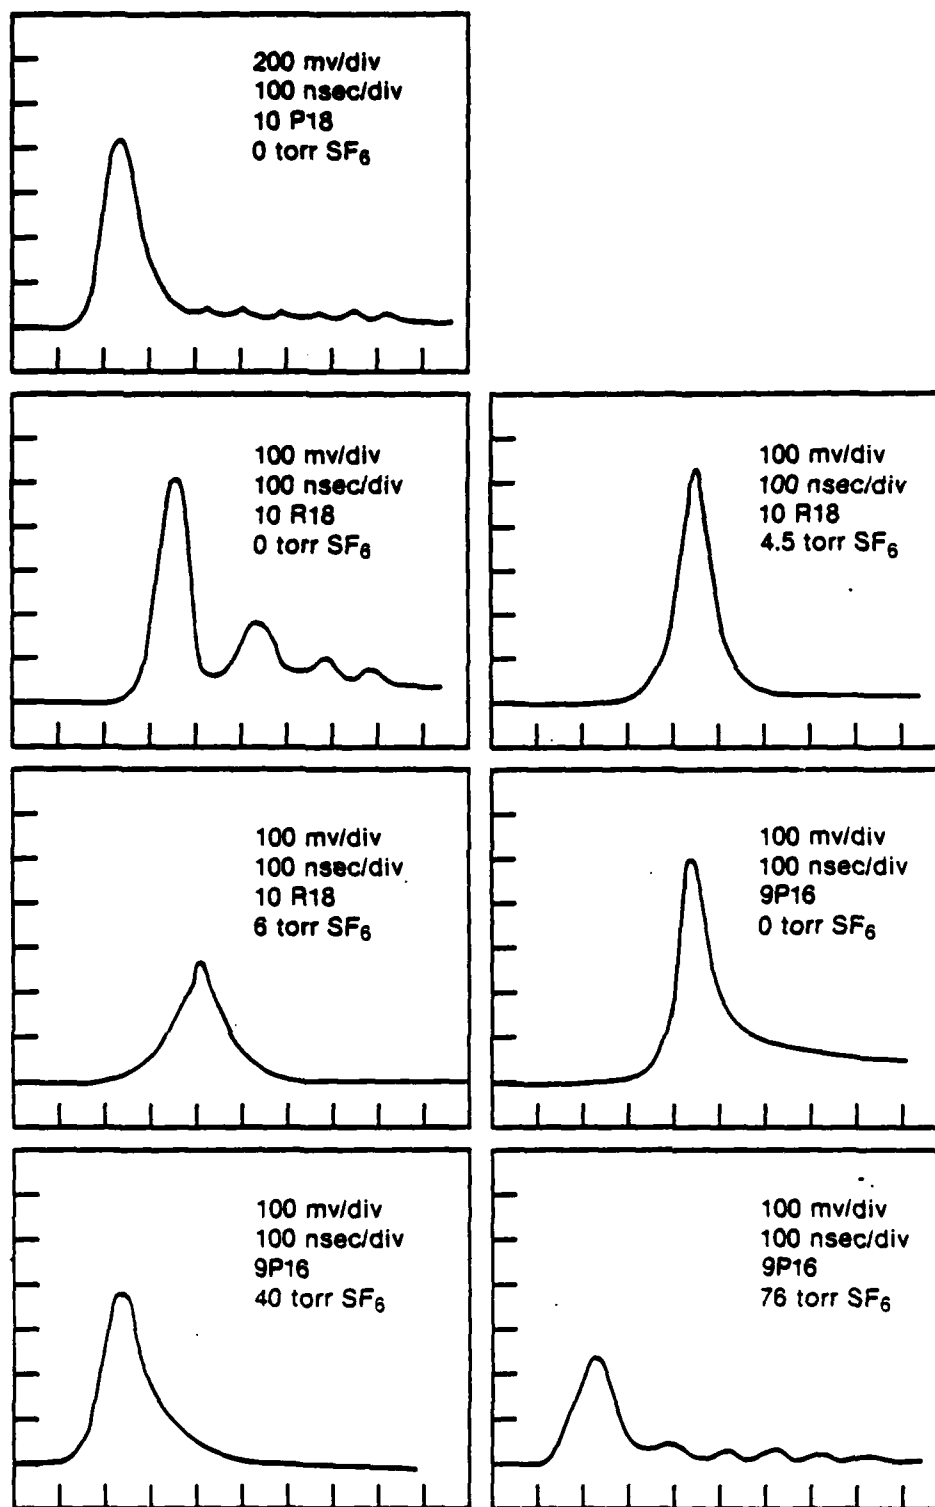 200 mv/div
100 nsec/div
10 P18
0 torr SF₆
100 mv/div
100 nsec/div
10 R18
0 torr SF₆
100 mv/div
100 nsec/div
10 R18
4.5 torr SF₆
100 mv/div
100 nsec/div
10 R18
6 torr SF₆
100 mv/div
100 nsec/div
9P16
0 torr SF₆
100 mv/div
100 nsec/div
9P16
40 torr SF₆
100 mv/div
100 nsec/div
9P16
76 torr SF₆